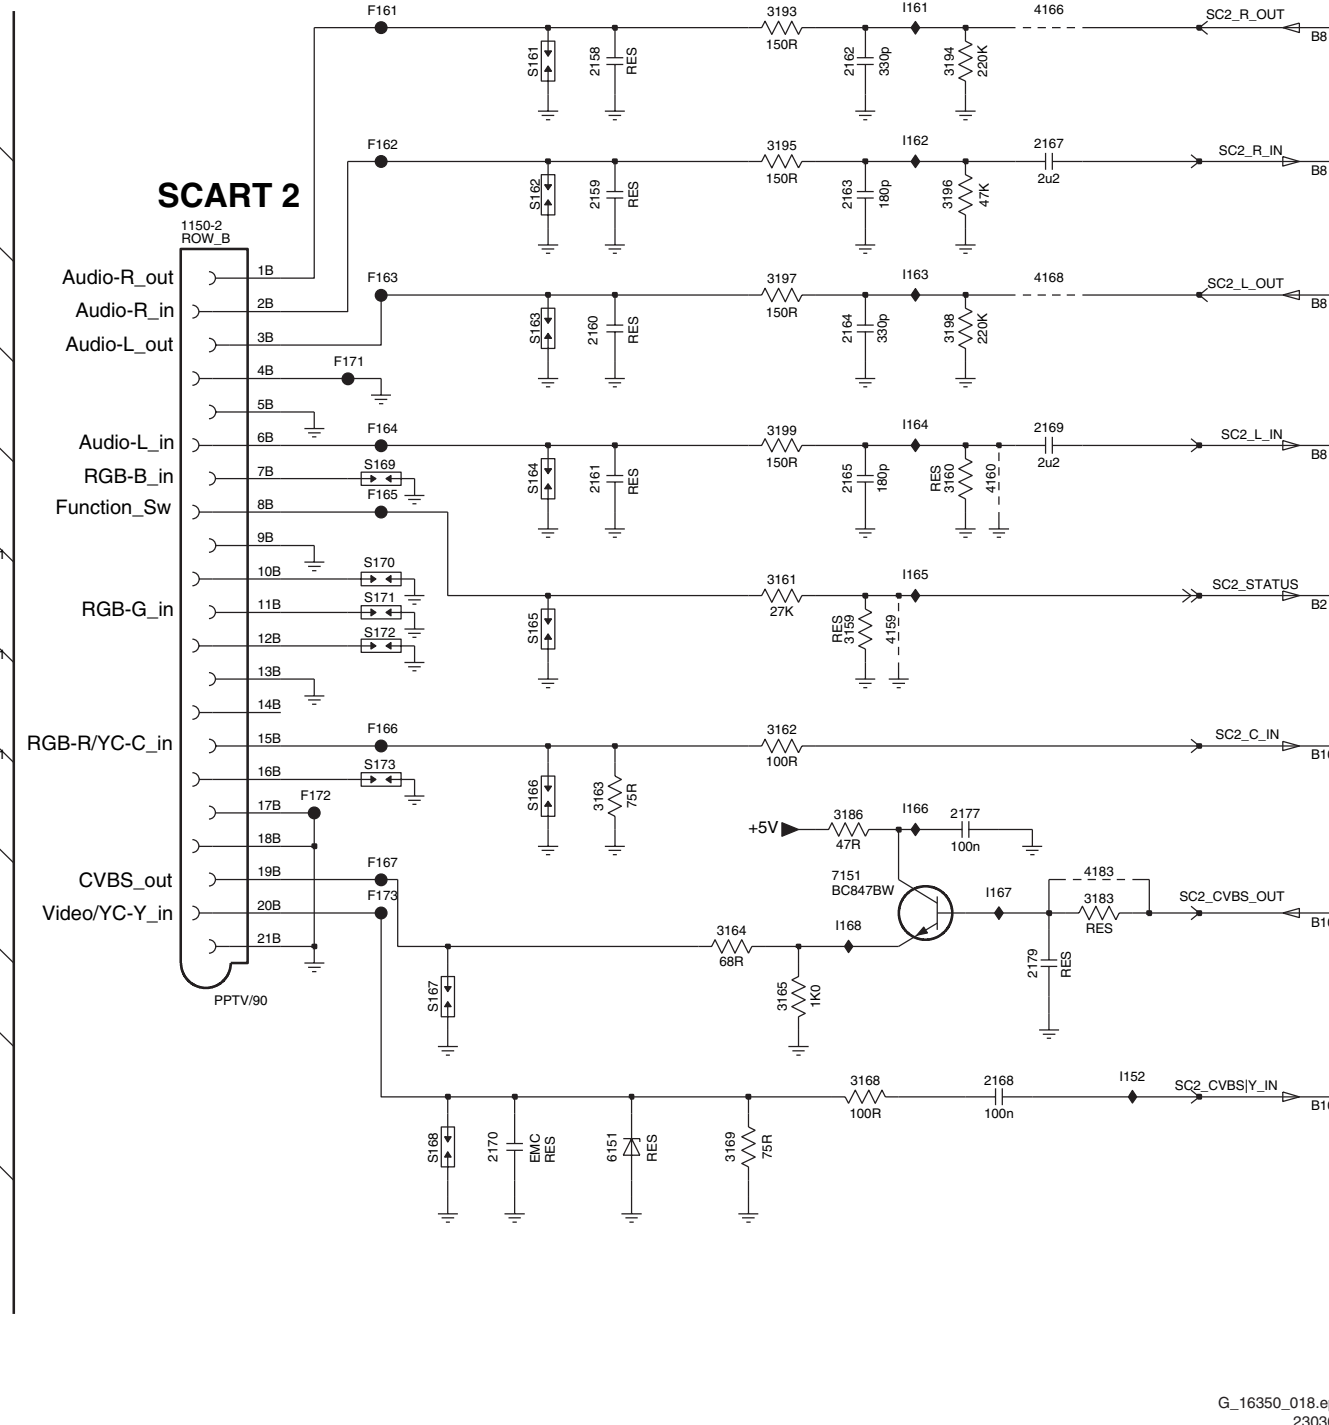 F161
3193
I161
4166
SC2_R_OUT
B8
S161
2158
RES
150R
2162
330p
3194
220K
F162
3195
I162
2167
SC2_R_IN
B8
S162
2159
RES
150R
2163
180p
3196
47K
2u2
SCART 2
1150-2
ROW_B
Audio-R_out
1B
F163
3197
I163
4168
SC2_L_OUT
B8
Audio-R_in
2B
S163
2160
RES
150R
2164
330p
3198
220K
Audio-L_out
3B
4B
F171
5B
Audio-L_in
6B
F164
3199
I164
2169
SC2_L_IN
B8
RGB-B_in
7B
S169
S164
2161
RES
150R
2165
180p
RES
3160
4160
2u2
Function_Sw
8B
F165
9B
10B
S170
3161
I165
SC2_STATUS
B2
RGB-G_in
11B
S171
S165
27K
RES
3159
4159
12B
S172
13B
14B
RGB-R/YC-C_in
15B
F166
3162
SC2_C_IN
16B
S173
S166
3163
75R
100R
17B
F172
+5V
3186
I166
2177
47R
100n
18B
CVBS_out
19B
F167
7151
BC847BW
I167
4183
3183
SC2_CVBS_OUT
Video/YC-Y_in
20B
F173
RES
21B
3164
I168
68R
2179
RES
PPTV/90
S167
3165
1K0
3168
2168
I152
SC2_CVBS|Y_IN
S168
2170
EMC
RES
6151
RES
3169
75R
100R
100n